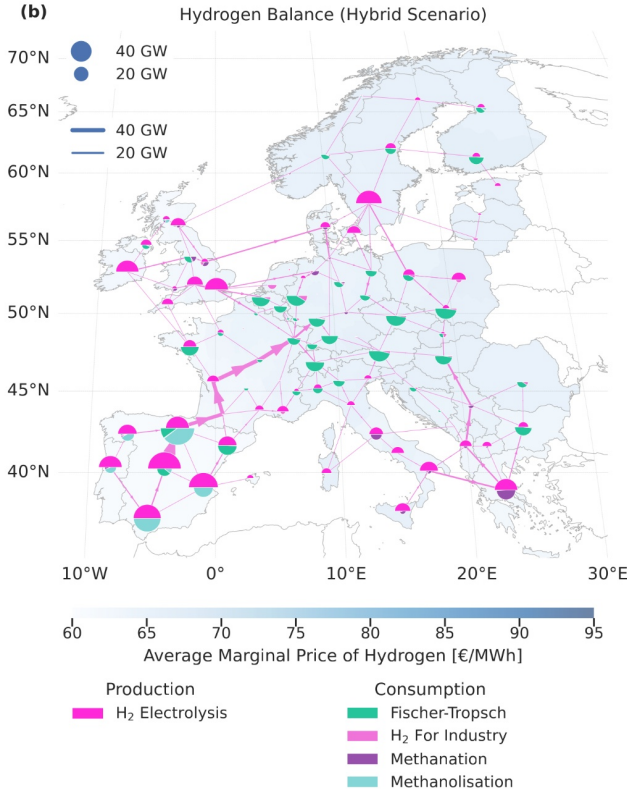 (b)
Hydrogen Balance (Hybrid Scenario)
40 GW
20 GW
40 GW
20 GW
70°N
65°N
60°N
55°N
50°N
45°N
40°N
10°W 0° 10°E 20°E 30°E
60 65 70 75 80 85 90 95
Average Marginal Price of Hydrogen [€/MWh]
Production
H₂ Electrolysis
Consumption
Fischer-Tropsch
H₂ For Industry
Methanation
Methanolisation